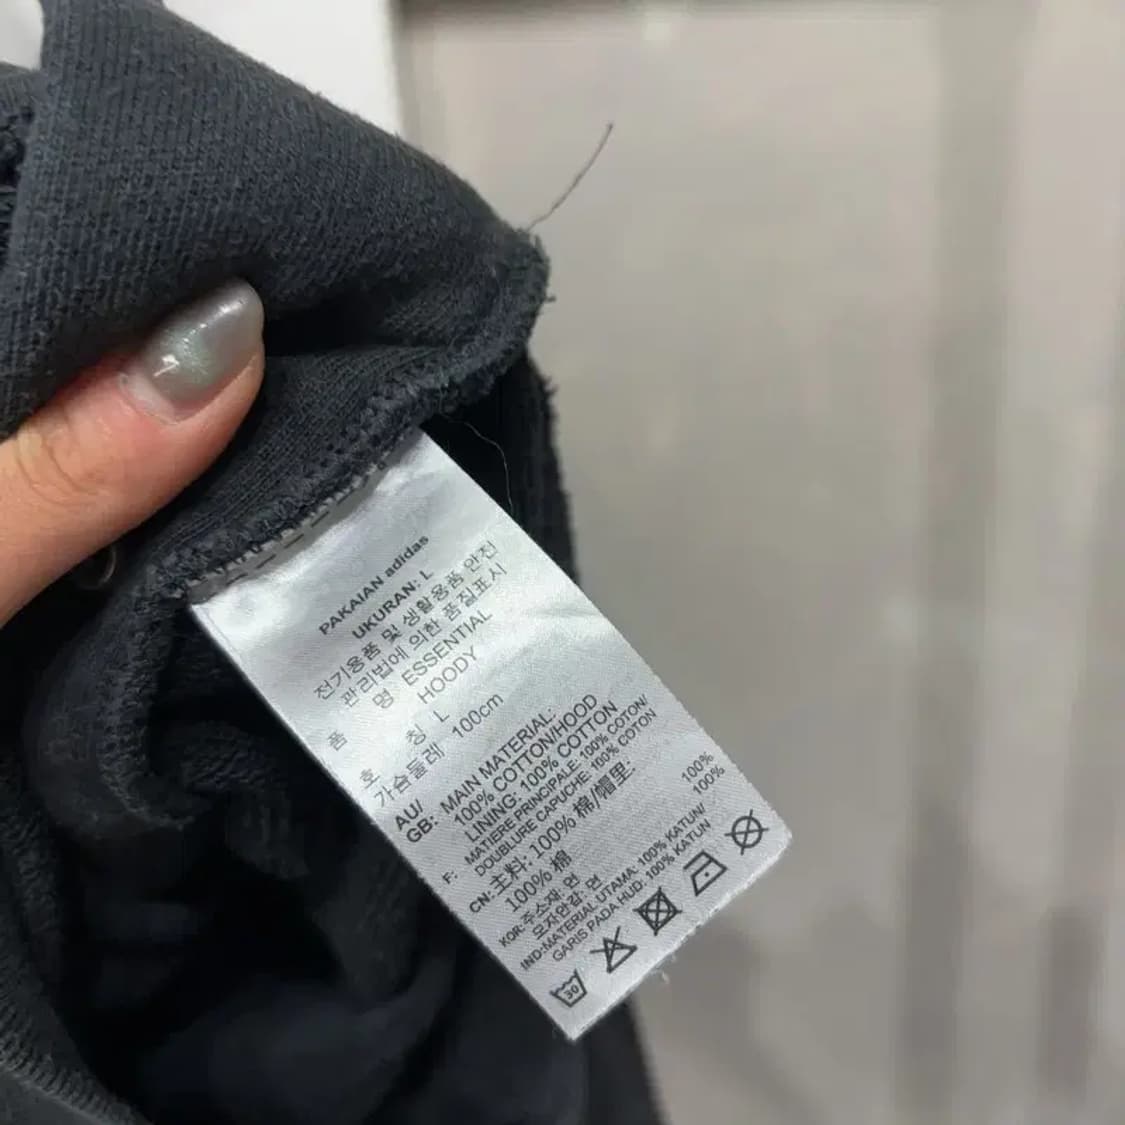 PAKAIAN adidas
UKURAN: L
전기용품 및 생활용품 안전
관리법에 의한 품질표시
품 명 ESSENTIAL
HOODY
호 칭 L
가슴둘레 100cm
AU/
GB: MAIN MATERIAL:
100% COTTON/HOOD
LINING: 100% COTTON
F: MATIERE PRINCIPALE: 100% COTON/
DOUBLURE CAPUCHE: 100% COTON
CN: 主料: 100% 棉/帽里:
100% 棉
KOR: 주소재: 면 100%
모자안감: 면 100%
IND: MATERIAL UTAMA: 100% KATUN/
GARIS PADA HUD: 100% KATUN
30